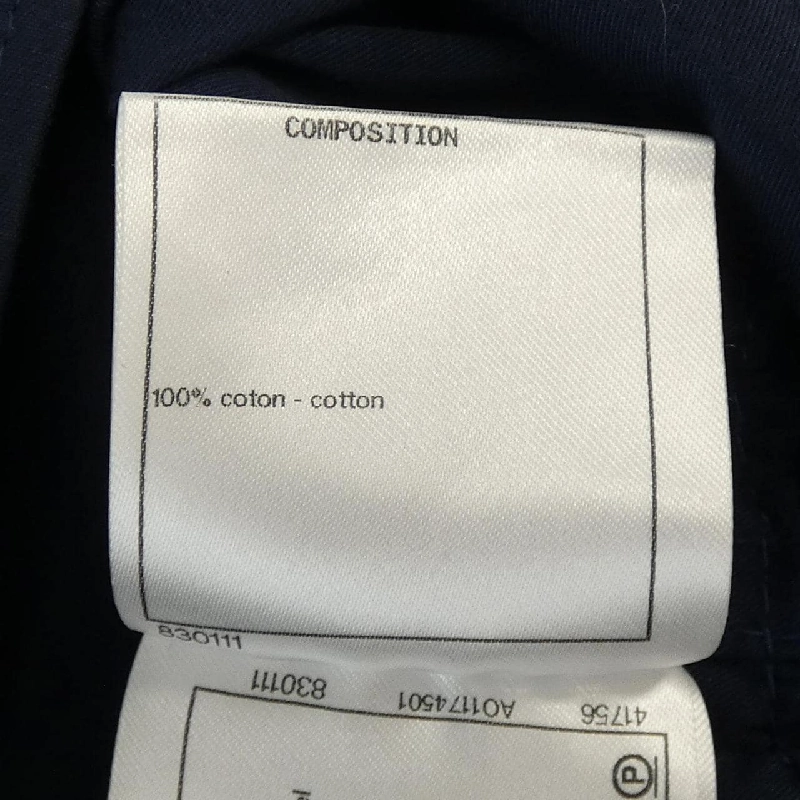 COMPOSITION
100% coton - cotton
830111
41756 A01174501 830111
P